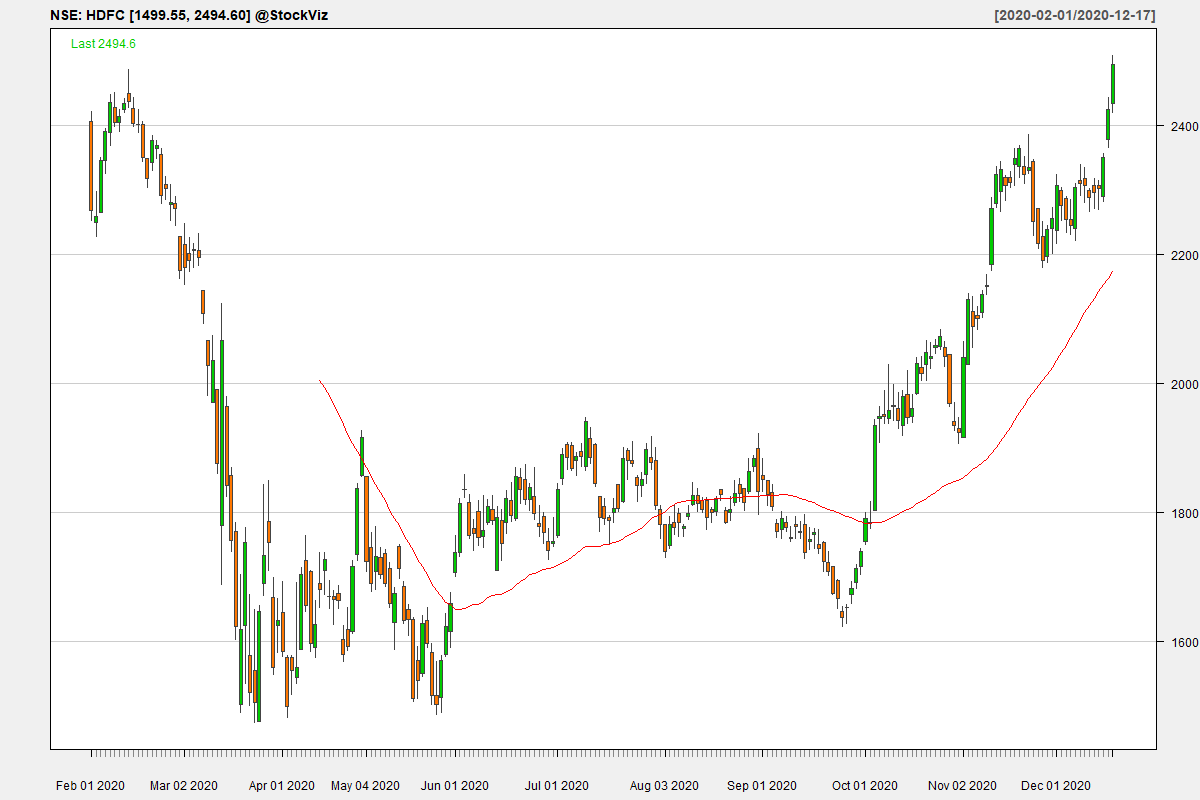 NSE: HDFC [1499.55, 2494.60] @StockViz [2020-02-01/2020-12-17]
Last 2494.6
2400
2200
2000
1800
1600
Feb 01 2020 Mar 02 2020 Apr 01 2020 May 04 2020 Jun 01 2020 Jul 01 2020 Aug 03 2020 Sep 01 2020 Oct 01 2020 Nov 02 2020 Dec 01 2020